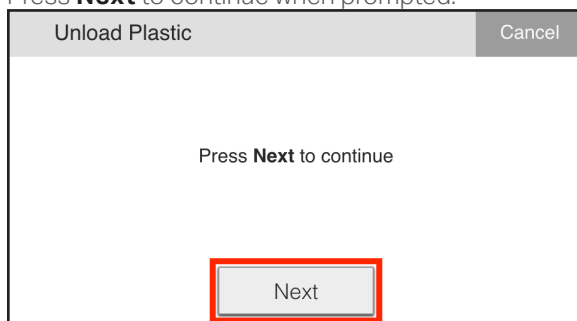 Press Next to continue when prompted.
Unload Plastic
Cancel
Press Next to continue
Next